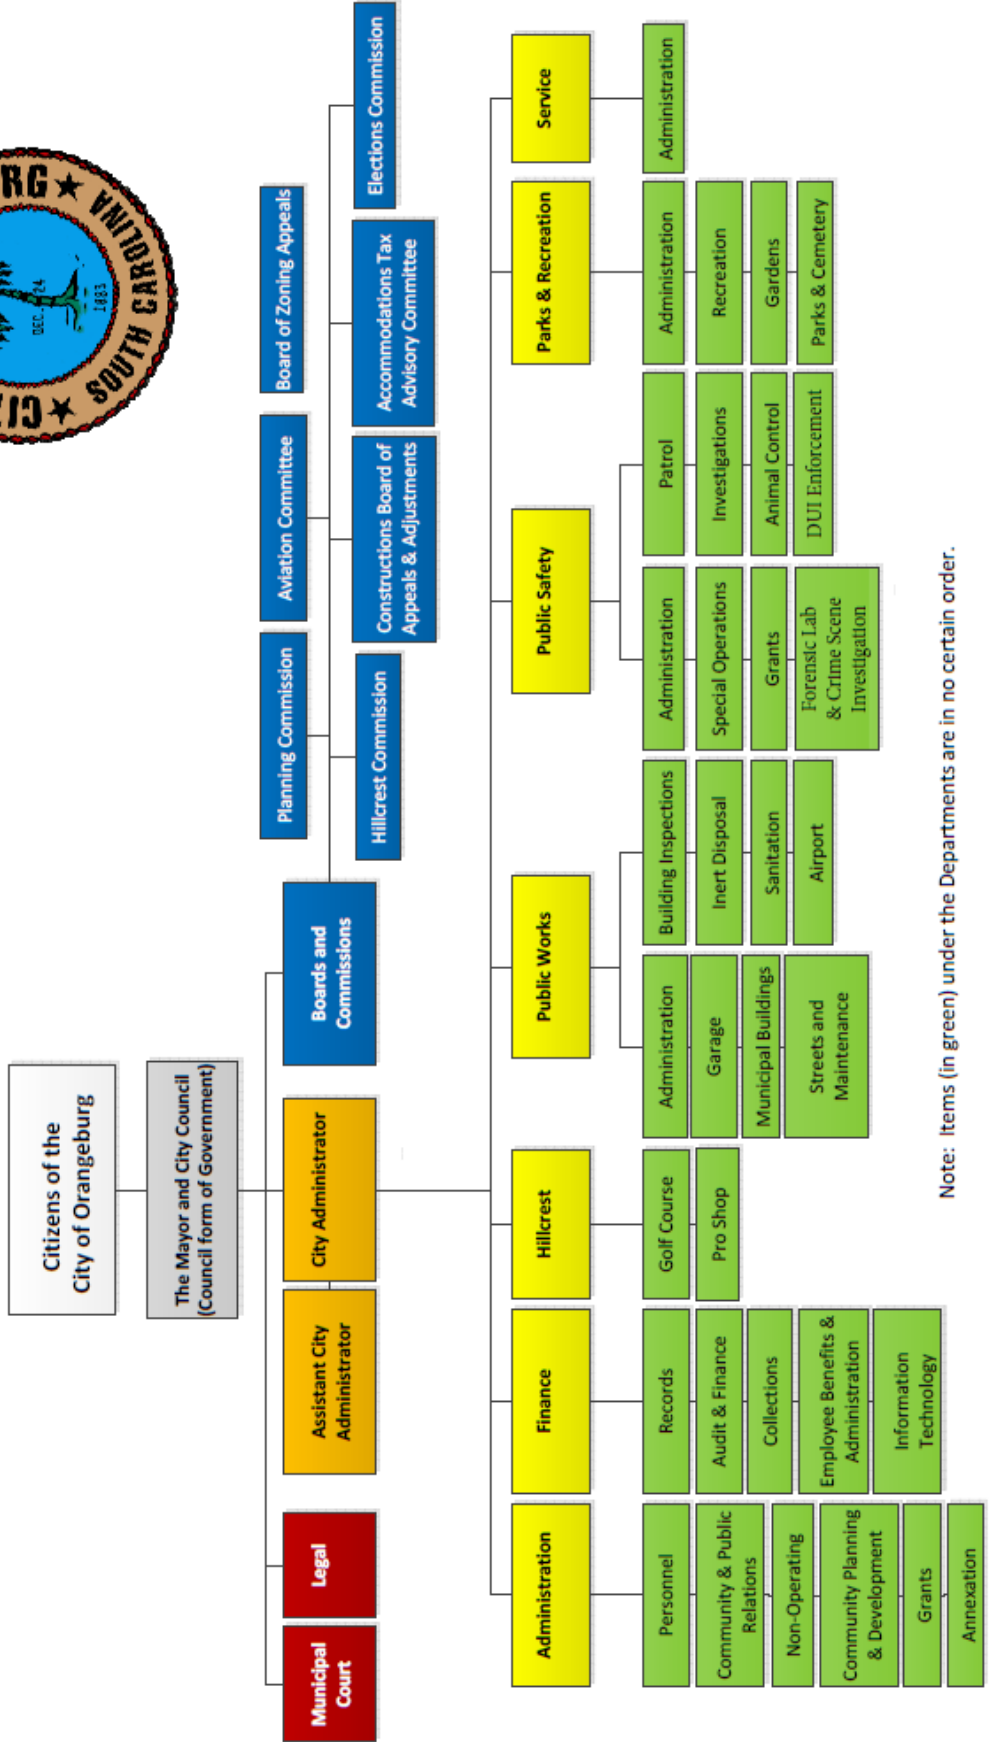 RG ★
SOUTH CAROLINA
★
DEC. 24
1883
Citizens of the
City of Orangeburg
The Mayor and City Council
(Council form of Government)
Municipal
Court
Legal
Assistant City
Administrator
City Administrator
Boards and
Commissions
Planning Commission
Aviation Committee
Board of Zoning Appeals
Hillcrest Commission
Constructions Board of
Appeals & Adjustments
Accommodations Tax
Advisory Committee
Elections Commission
Administration
Personnel
Community & Public
Relations
Non-Operating
Community Planning
& Development
Grants
Annexation
Finance
Records
Audit & Finance
Collections
Employee Benefits &
Administration
Information
Technology
Hillcrest
Golf Course
Pro Shop
Public Works
Administration
Garage
Municipal Buildings
Streets and
Maintenance
Building Inspections
Inert Disposal
Sanitation
Airport
Public Safety
Administration
Special Operations
Grants
Forensic Lab
& Crime Scene
Investigation
Patrol
Investigations
Animal Control
DUI Enforcement
Parks & Recreation
Administration
Recreation
Gardens
Parks & Cemetery
Service
Administration
Note:  Items (in green) under the Departments are in no certain order.